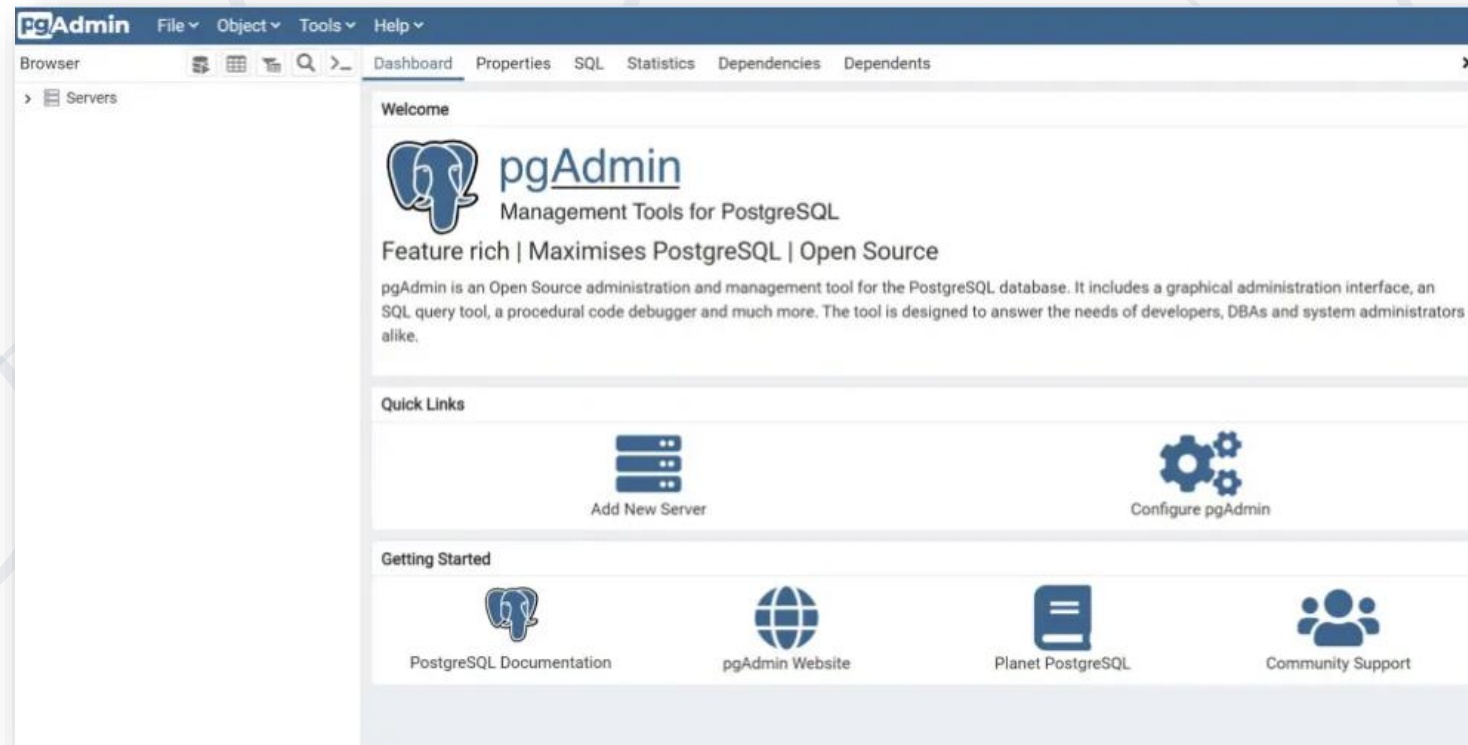 pgAdmin File Object Tools Help
Browser >_ Dashboard Properties SQL Statistics Dependencies Dependents
Servers
Welcome
pgAdmin
Management Tools for PostgreSQL
Feature rich | Maximises PostgreSQL | Open Source
pgAdmin is an Open Source administration and management tool for the PostgreSQL database. It includes a graphical administration interface, an
SQL query tool, a procedural code debugger and much more. The tool is designed to answer the needs of developers, DBAs and system administrators
alike.
Quick Links
Add New Server Configure pgAdmin
Getting Started
PostgreSQL Documentation pgAdmin Website Planet PostgreSQL Community Support